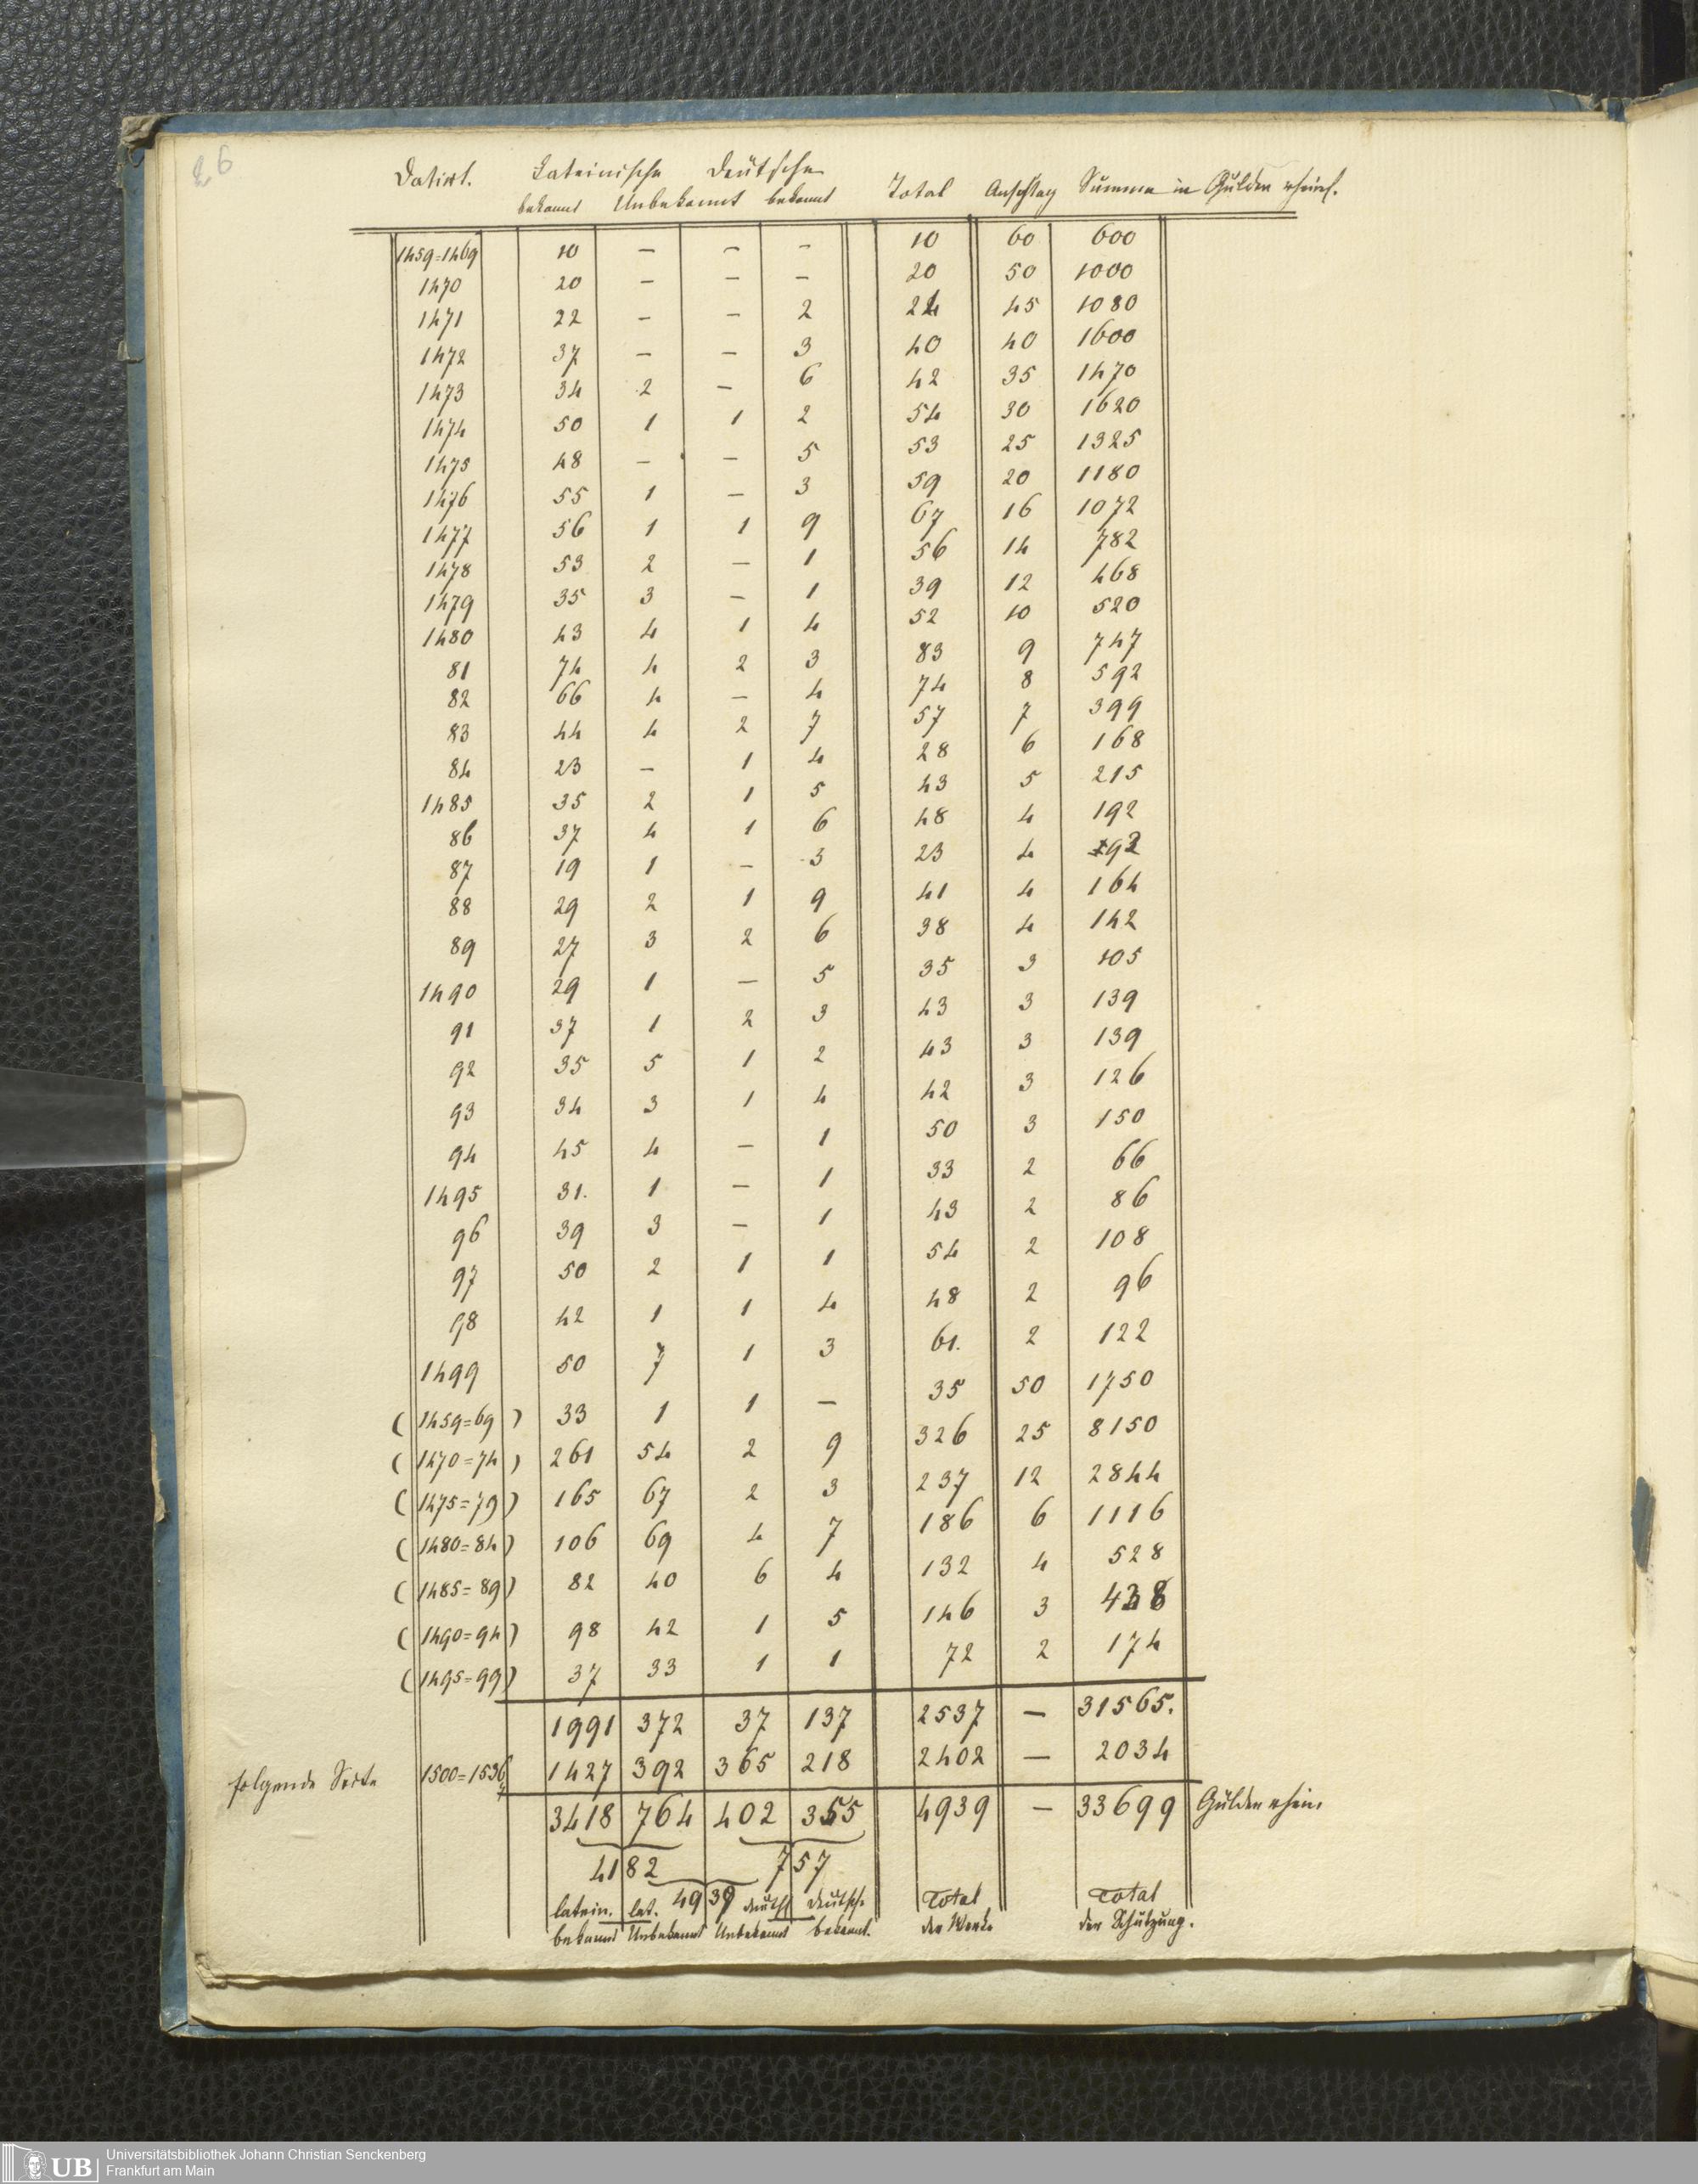 26
Datirt. Lateinische Deütsche
bekannt Unbekannt bekannt Total Anschlag Summe in Gulden rheinl.
1459=1469 10 – – – 10 60 600
1470 20 – – – 20 50 1000
1471 22 – – 2 24 45 1080
1472 37 – – 3 40 40 1600
1473 34 2 – 6 42 35 1470
1474 50 1 1 2 54 30 1620
1475 48 – – 5 53 25 1325
1476 55 1 – 3 59 20 1180
1477 56 1 1 9 67 16 1072
1478 53 2 – 1 56 14 782
1479 35 3 – 1 39 12 468
1480 43 4 1 4 52 10 520
81 74 4 2 3 83 9 747
82 66 4 – 4 74 8 592
83 44 4 2 7 57 7 399
84 23 – 1 4 28 6 168
1485 35 2 1 5 43 5 215
86 37 4 1 6 48 4 192
87 19 1 – 3 23 4 92
88 29 2 1 9 41 4 164
89 27 3 2 6 38 4 142
1490 29 1 – 5 35 3 105
91 37 1 2 3 43 3 139
92 35 5 1 2 43 3 139
93 34 3 1 4 42 3 126
94 45 4 – 1 50 3 150
1495 31. 1 – 1 33 2 66
96 39 3 – 1 43 2 86
97 50 2 1 1 54 2 108
98 42 1 1 4 48 2 96
1499 50 7 1 3 61. 2 122
(1459=69) 33 1 1 – 35 50 1750
(1470=74) 261 54 2 9 326 25 8150
(1475=79) 165 67 2 3 237 12 2844
(1480=84) 106 69 4 7 186 6 1116
(1485=89) 82 40 6 4 132 4 528
(1490=94) 98 42 1 5 146 3 438
(1495=99) 37 33 1 1 72 2 174
1991 372 37 137 2537 – 31565.
folgende Seite 1500=1536 1427 392 365 218 2402 – 2034
3418 764 402 355 4939 – 33699 Gulden rhein.
4182 757
4939
latein. lat. deutsch deutsche Total Total
bekannt Unbekannt Unbekannt bekannt. der Werke der Schätzung.
UB Universitätsbibliothek Johann Christian Senckenberg
Frankfurt am Main